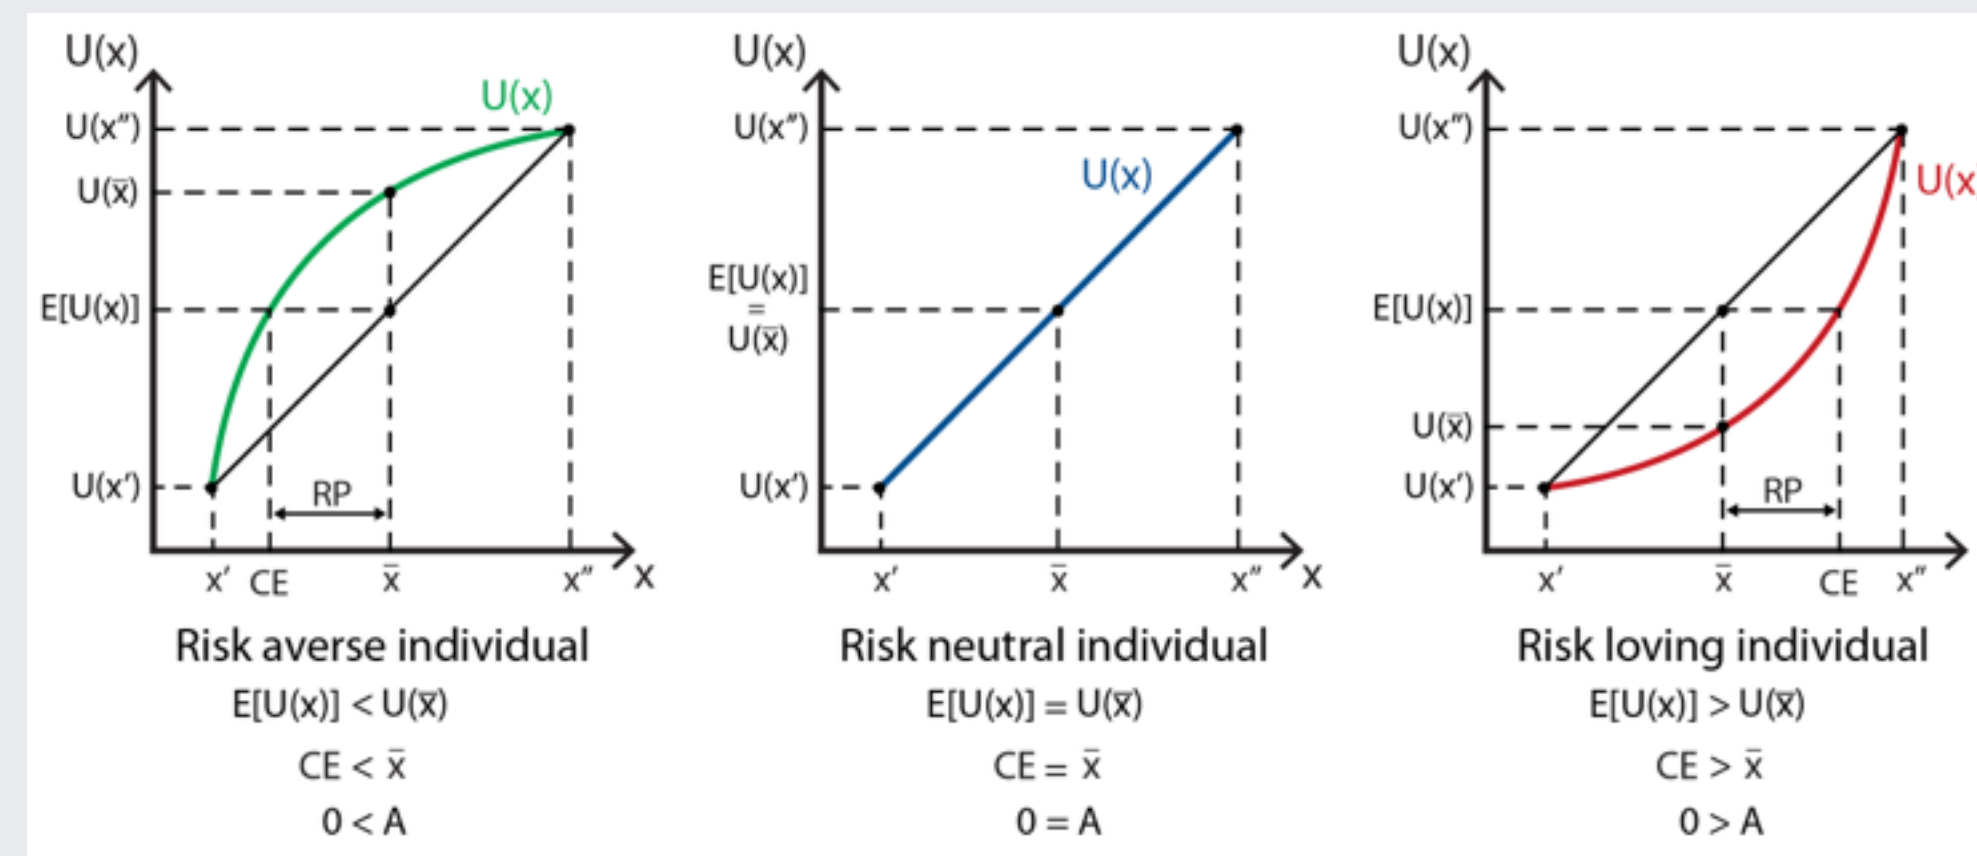 U(x)
U(x)
U(x″)
U(x̅)
E[U(x)]
U(x′)
RP
x′ CE x̅ x″ x
Risk averse individual
E[U(x)] < U(x̅)
CE < x̅
0 < A
U(x)
U(x″)
U(x)
E[U(x)]
=
U(x̅)
U(x′)
x′ x̅ x″ x
Risk neutral individual
E[U(x)] = U(x̅)
CE = x̅
0 = A
U(x)
U(x″)
U(x
E[U(x)]
U(x̅)
U(x′)
RP
x′ x̅ CE x″
Risk loving individual
E[U(x)] > U(x̅)
CE > x̅
0 > A